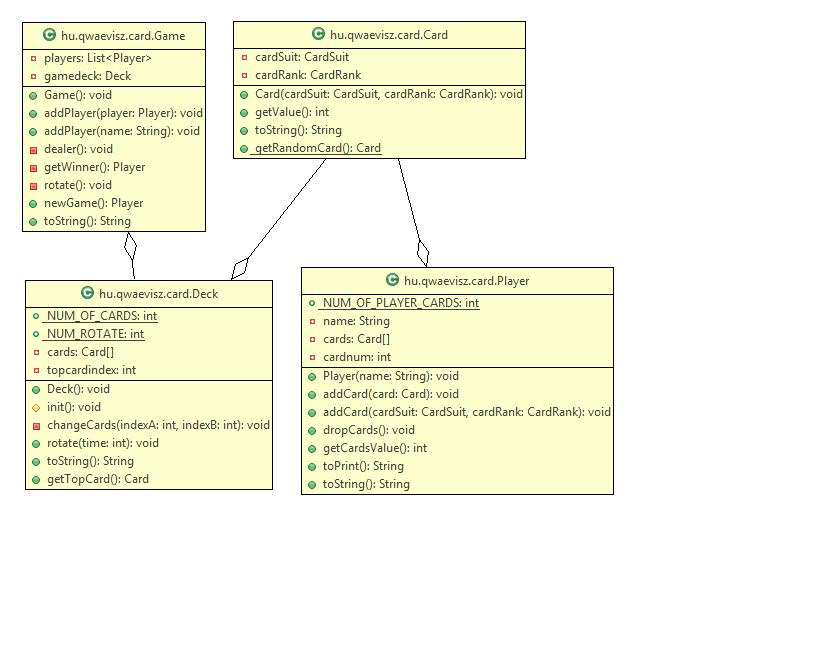 hu.qwaevisz.card.Game
players: List<Player>
gamedeck: Deck
Game(): void
addPlayer(player: Player): void
addPlayer(name: String): void
dealer(): void
getWinner(): Player
rotate(): void
newGame(): Player
toString(): String
hu.qwaevisz.card.Card
cardSuit: CardSuit
cardRank: CardRank
Card(cardSuit: CardSuit, cardRank: CardRank): void
getValue(): int
toString(): String
getRandomCard(): Card
hu.qwaevisz.card.Deck
NUM_OF_CARDS: int
NUM_ROTATE: int
cards: Card[]
topcardindex: int
Deck(): void
init(): void
changeCards(indexA: int, indexB: int): void
rotate(time: int): void
toString(): String
getTopCard(): Card
hu.qwaevisz.card.Player
NUM_OF_PLAYER_CARDS: int
name: String
cards: Card[]
cardnum: int
Player(name: String): void
addCard(card: Card): void
addCard(cardSuit: CardSuit, cardRank: CardRank): void
dropCards(): void
getCardsValue(): int
toPrint(): String
toString(): String